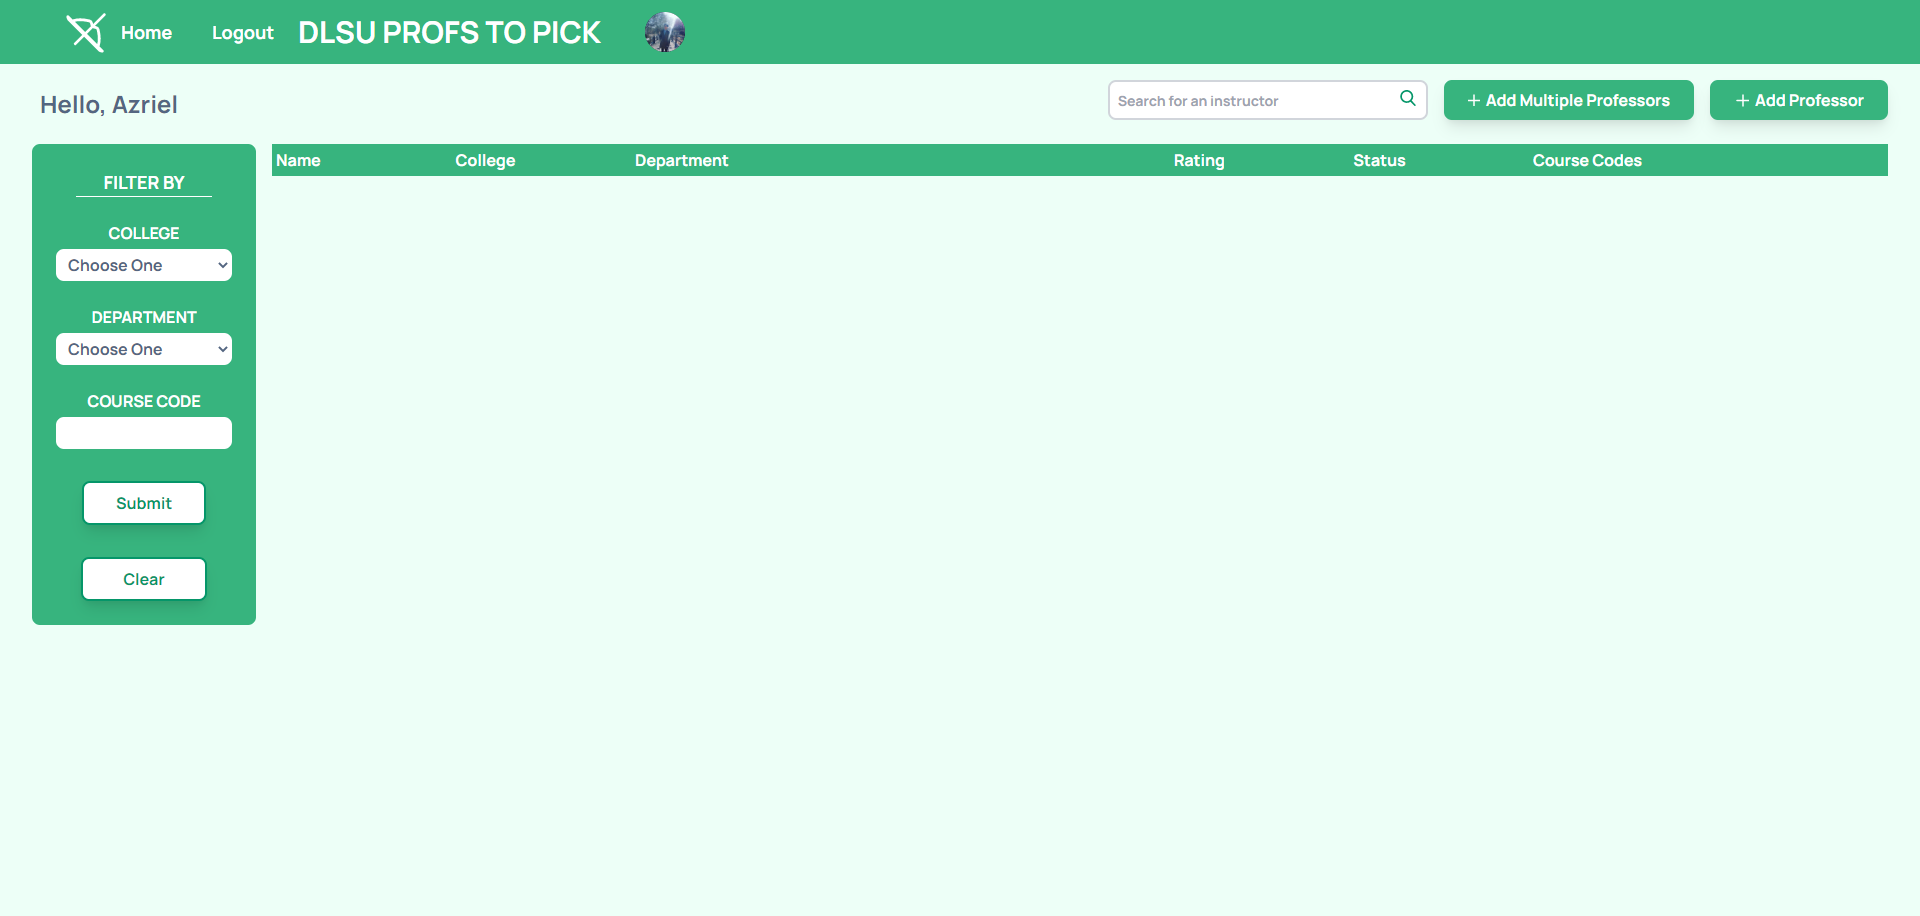 Home Logout DLSU PROFS TO PICK
Hello, Azriel
Search for an instructor
+ Add Multiple Professors
+ Add Professor
FILTER BY
COLLEGE
Choose One
DEPARTMENT
Choose One
COURSE CODE
Submit
Clear
Name College Department Rating Status Course Codes